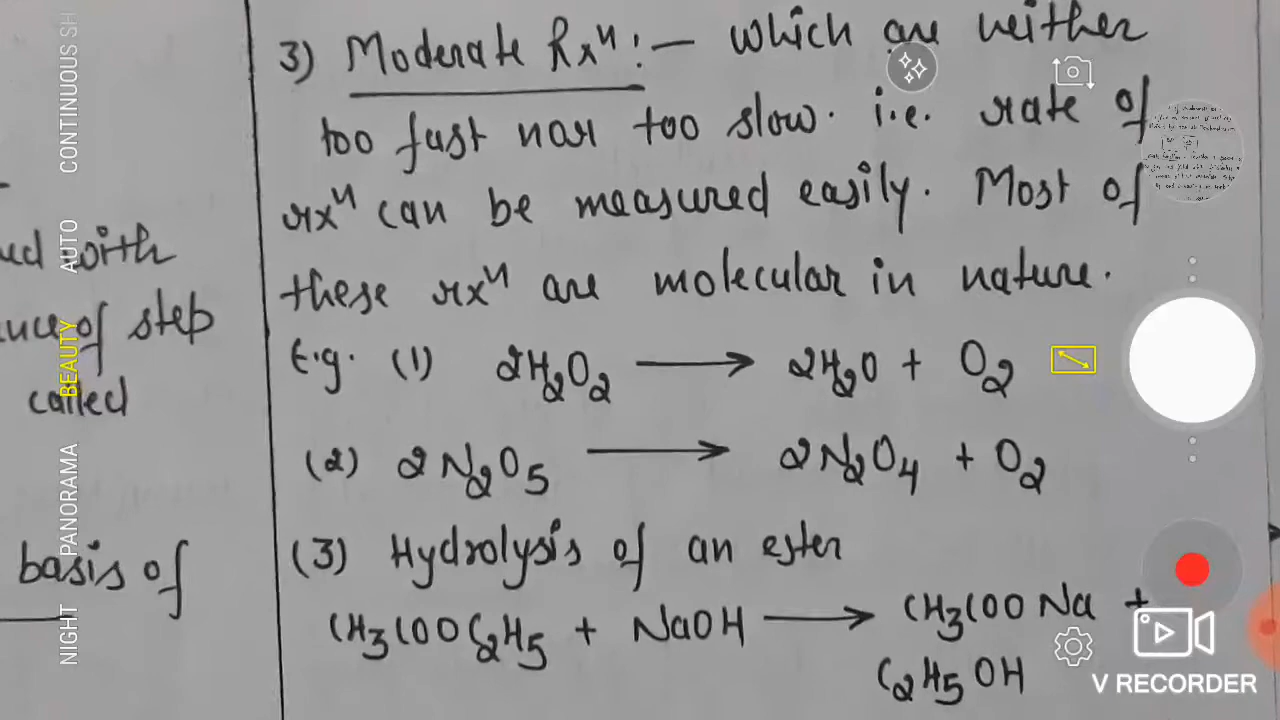 3) Moderate Rxⁿ :— which are neither
too fast nor too slow. i.e. rate of
rxⁿ can be measured easily. Most of
these rxⁿ are molecular in nature.
E.g. (1) 2H₂O₂ ⟶ 2H₂O + O₂
(2) 2N₂O₅ ⟶ 2N₂O₄ + O₂
(3) Hydrolysis of an ester
CH₃COOC₂H₅ + NaOH ⟶ CH₃COONa +
C₂H₅OH
with
of step
called
basis of
NIGHT PANORAMA BEAUTY AUTO CONTINUOUS SH
V RECORDER